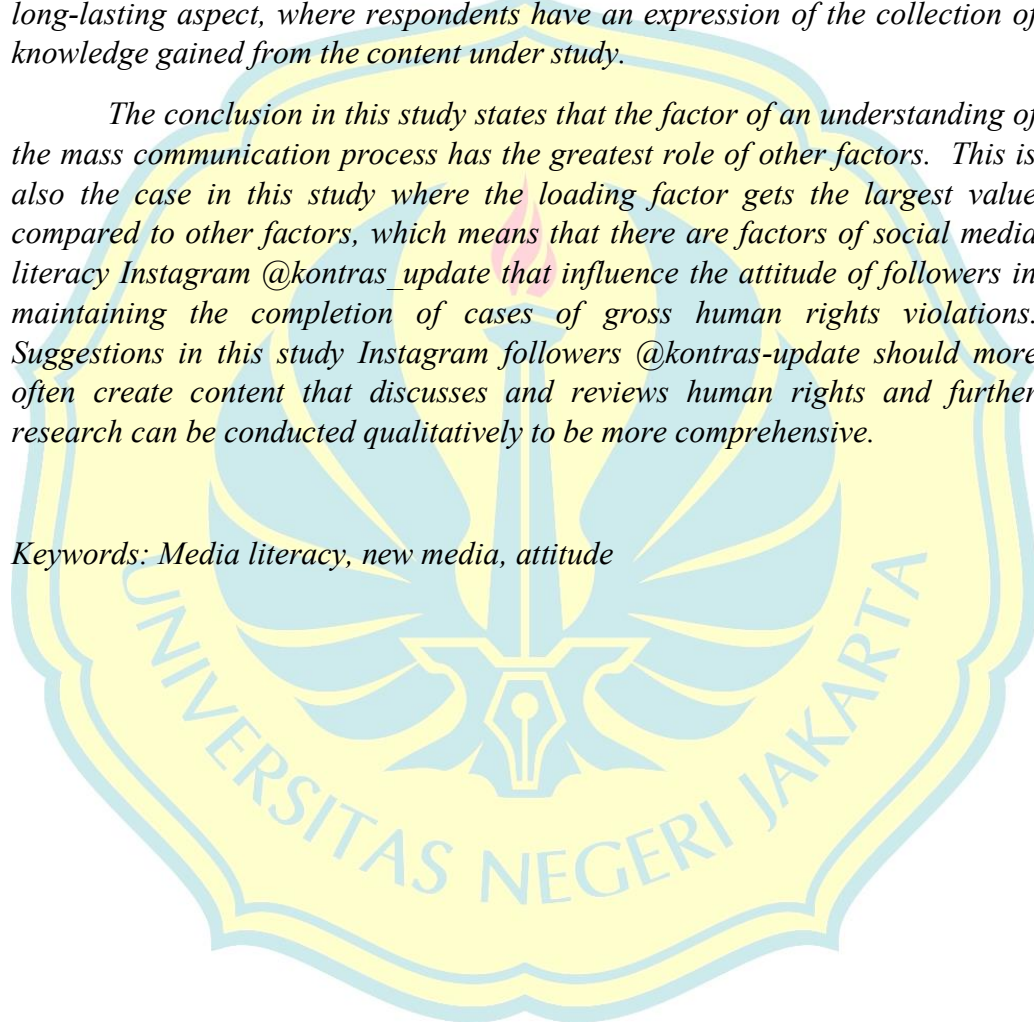 long-lasting aspect, where respondents have an expression of the collection of
knowledge gained from the content under study.
The conclusion in this study states that the factor of an understanding of
the mass communication process has the greatest role of other factors. This is
also the case in this study where the loading factor gets the largest value
compared to other factors, which means that there are factors of social media
literacy Instagram @kontras_update that influence the attitude of followers in
maintaining the completion of cases of gross human rights violations.
Suggestions in this study Instagram followers @kontras-update should more
often create content that discusses and reviews human rights and further
research can be conducted qualitatively to be more comprehensive.
Keywords: Media literacy, new media, attitude
UNIVERSITAS NEGERI JAKARTA